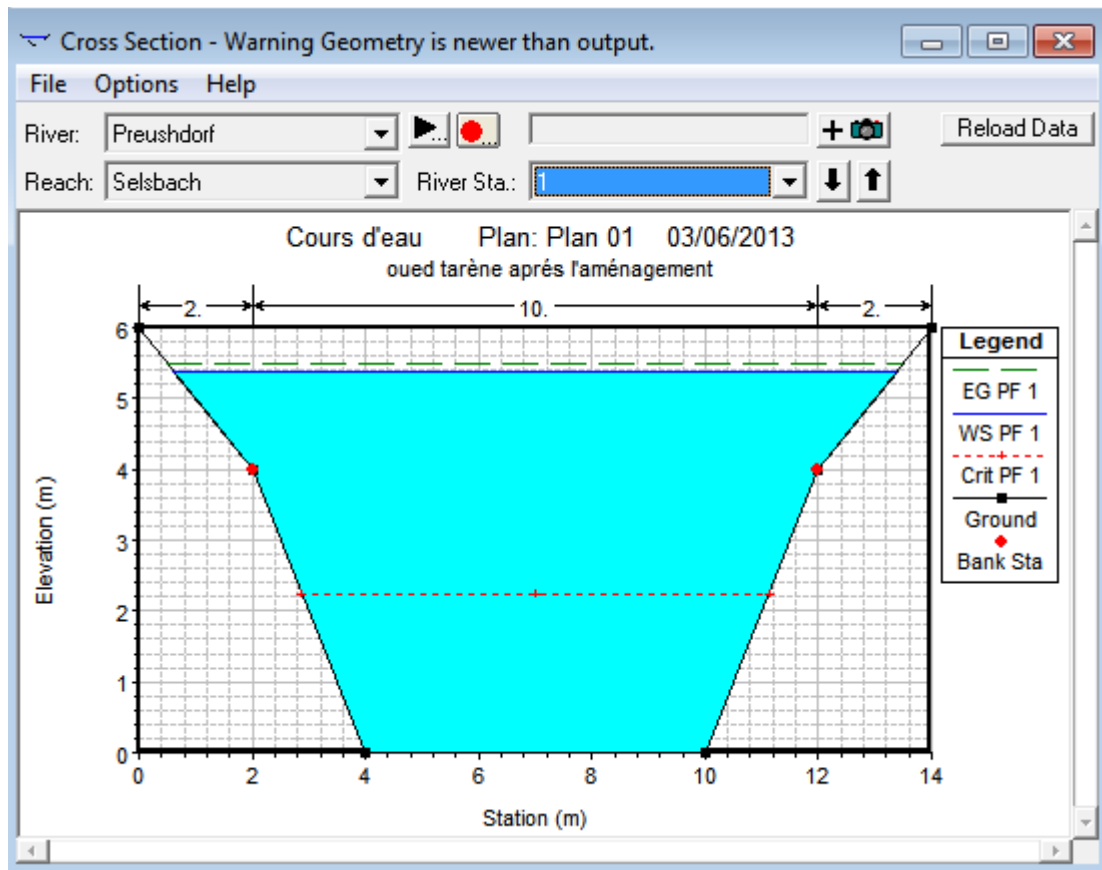 Cross Section - Warning Geometry is newer than output.
File Options Help
River: Preushdorf ... ... + Reload Data
Reach: Selsbach River Sta.: 1
Cours d'eau Plan: Plan 01 03/06/2013
oued tarène aprés l'aménagement
2. 10. 2.
Legend
EG PF 1
WS PF 1
Crit PF 1
Ground
Bank Sta
6
5
4
3
2
1
0
Elevation (m)
0 2 4 6 8 10 12 14
Station (m)